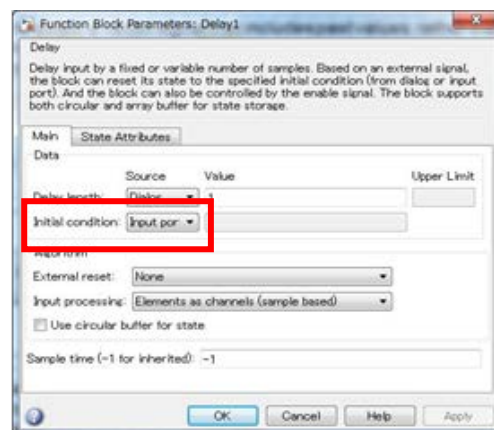 Function Block Parameters: Delay1
Delay
Delay input by a fixed or variable number of samples. Based on an external signal,
the block can reset its state to the specified initial condition (from dialog or input
port). And the block can also be controlled by the enable signal. The block supports
both circular and array buffer for state storage.
Main State Attributes
Data
Source Value Upper Limit
Delay length: Dialog 1
Initial condition: Input por
Algorithm
External reset: None
Input processing: Elements as channels (sample based)
Use circular buffer for state
Sample time (-1 for inherited): -1
OK Cancel Help Apply